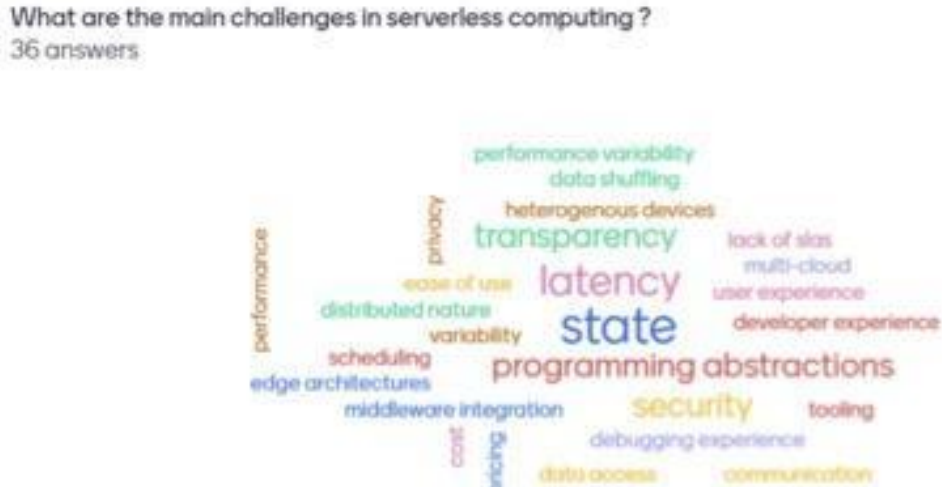 What are the main challenges in serverless computing ?
36 answers
performance variability
data shuffling
privacy
heterogenous devices
performance
transparency
lack of slas
multi-cloud
ease of use
latency
user experience
distributed nature
state
developer experience
variability
scheduling
programming abstractions
edge architectures
middleware integration
security
tooling
cost
debugging experience
data access
communication